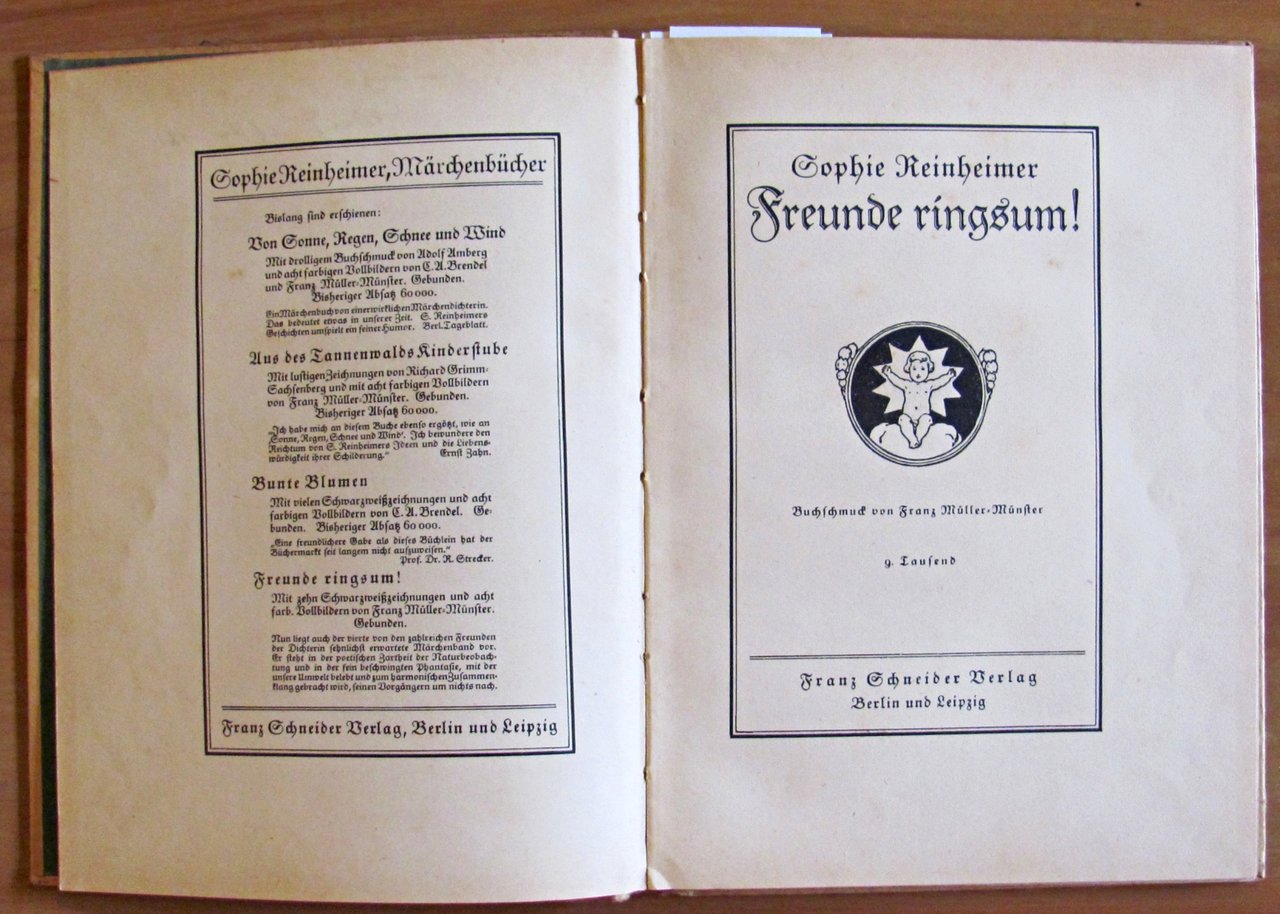 Sophie Reinheimer, Märchenbücher
Bislang sind erschienen:
Von Sonne, Regen, Schnee und Wind
Mit drolligem Buchschmuck von Adolf Amberg
und acht farbigen Vollbildern von C. A. Brendel
und Franz Müller-Münster. Gebunden.
Bisheriger Absatz 60 000.
Ein Märchenbuch von einer wirklichen Märchendichterin.
Das bedeutet etwas in unserer Zeit. S. Reinheimers
Geschichten umspielt ein feiner Humor. Berl. Tageblatt.
Aus des Tannenwalds Kinderstube
Mit lustigen Zeichnungen von Richard Grimm-
Sachsenberg und mit acht farbigen Vollbildern
von Franz Müller-Münster. Gebunden.
Bisheriger Absatz 60 000.
„Ich habe mich an diesem Buche ebenso ergötzt, wie an
‚Sonne, Regen, Schnee und Wind‘. Ich bewundere den
Reichtum von S. Reinheimers Ideen und die Liebens-
würdigkeit ihrer Schilderung.“ Ernst Zahn.
Bunte Blumen
Mit vielen Schwarzweißzeichnungen und acht
farbigen Vollbildern von C. A. Brendel. Ge-
bunden. Bisheriger Absatz 60 000.
„Eine freundlichere Gabe als dieses Büchlein hat der
Büchermarkt seit langem nicht aufzuweisen.“
Prof. Dr. R. Strecker.
Freunde ringsum!
Mit zehn Schwarzweißzeichnungen und acht
farb. Vollbildern von Franz Müller-Münster.
Gebunden.
Nun liegt auch der vierte von den zahlreichen Freunden
der Dichterin sehnlichst erwartete Märchenband vor.
Er steht in der poetischen Zartheit der Naturbeobach-
tung und in der fein beschwingten Phantasie, mit der
unsere Umwelt belebt und zum harmonischen Zusammen-
klang gebracht wird, seinen Vorgängern um nichts nach.
Franz Schneider Verlag, Berlin und Leipzig
Sophie Reinheimer
Freunde ringsum!
Buchschmuck von Franz Müller-Münster
9. Tausend
Franz Schneider Verlag
Berlin und Leipzig